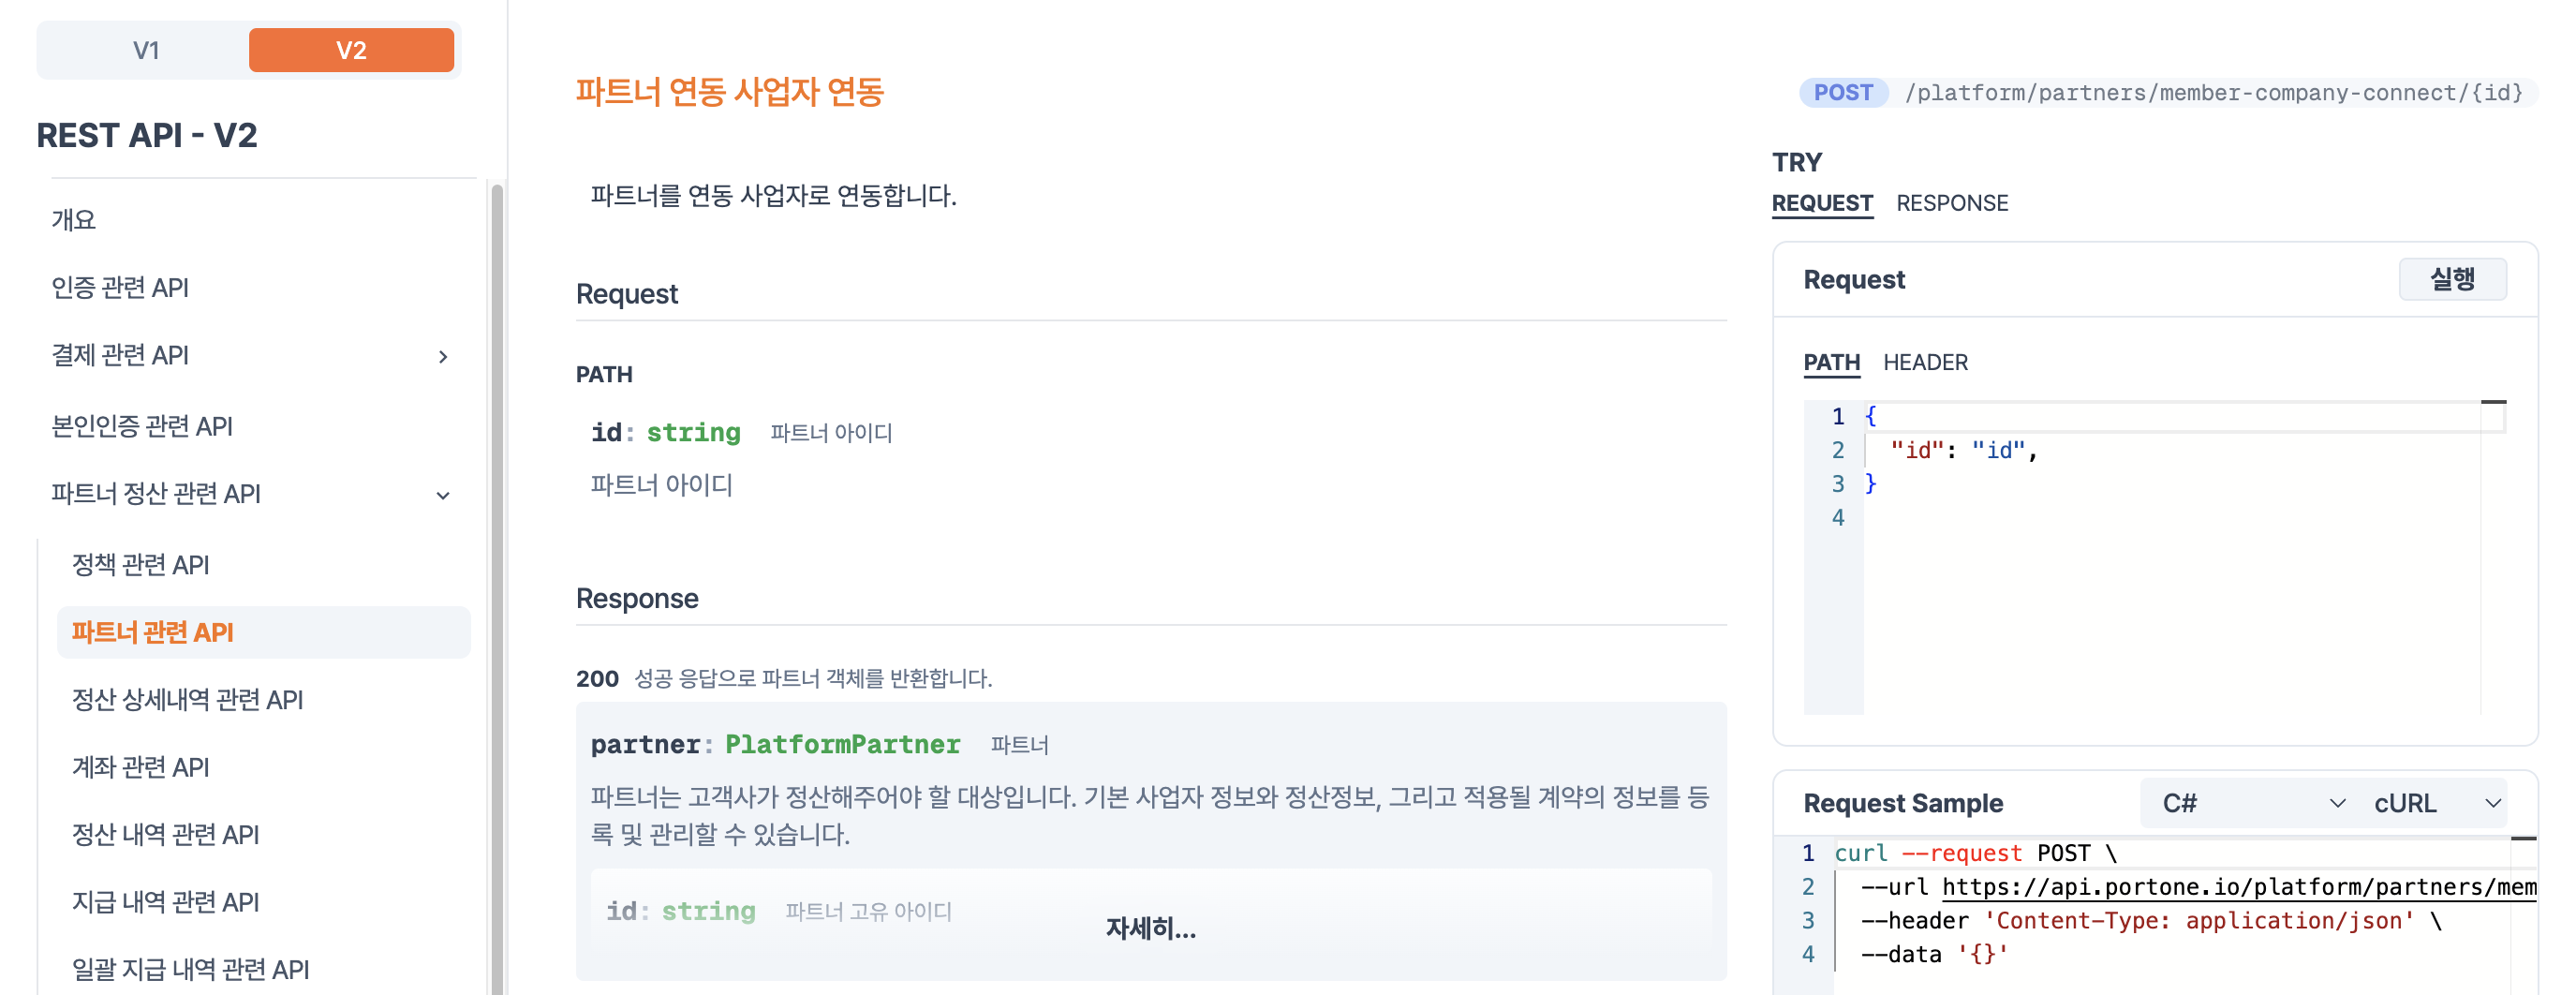 V1
V2
REST API - V2
개요
인증 관련 API
결제 관련 API
본인인증 관련 API
파트너 정산 관련 API
정책 관련 API
파트너 관련 API
정산 상세내역 관련 API
계좌 관련 API
정산 내역 관련 API
지급 내역 관련 API
일괄 지급 내역 관련 API
파트너 연동 사업자 연동
파트너를 연동 사업자로 연동합니다.
Request
PATH
id: string 파트너 아이디
파트너 아이디
Response
200 성공 응답으로 파트너 객체를 반환합니다.
partner: PlatformPartner 파트너
파트너는 고객사가 정산해주어야 할 대상입니다. 기본 사업자 정보와 정산정보, 그리고 적용될 계약의 정보를 등
록 및 관리할 수 있습니다.
id: string 파트너 고유 아이디
자세히...
POST /platform/partners/member-company-connect/{id}
TRY
REQUEST RESPONSE
Request 실행
PATH HEADER
1 {
2 "id": "id",
3 }
4
Request Sample C# cURL
1 curl --request POST \
2 --url https://api.portone.io/platform/partners/mem
3 --header 'Content-Type: application/json' \
4 --data '{}'